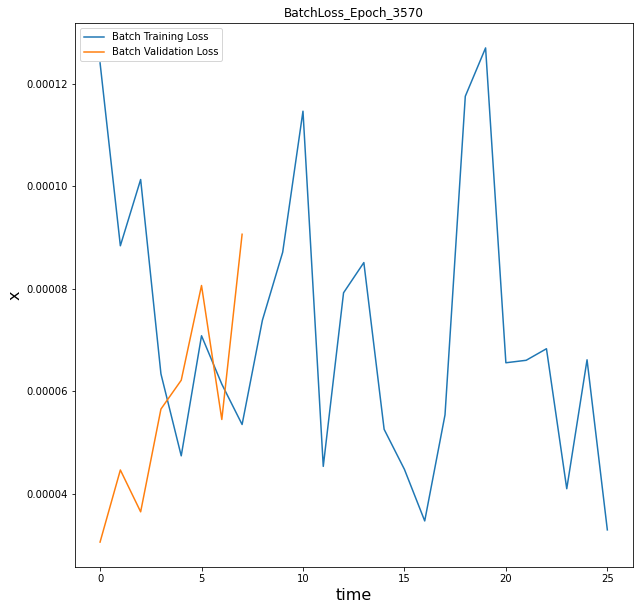 BatchLoss_Epoch_3570
Batch Training Loss
Batch Validation Loss
0.00012
0.00010
0.00008
0.00006
0.00004
x
0 5 10 15 20 25
time